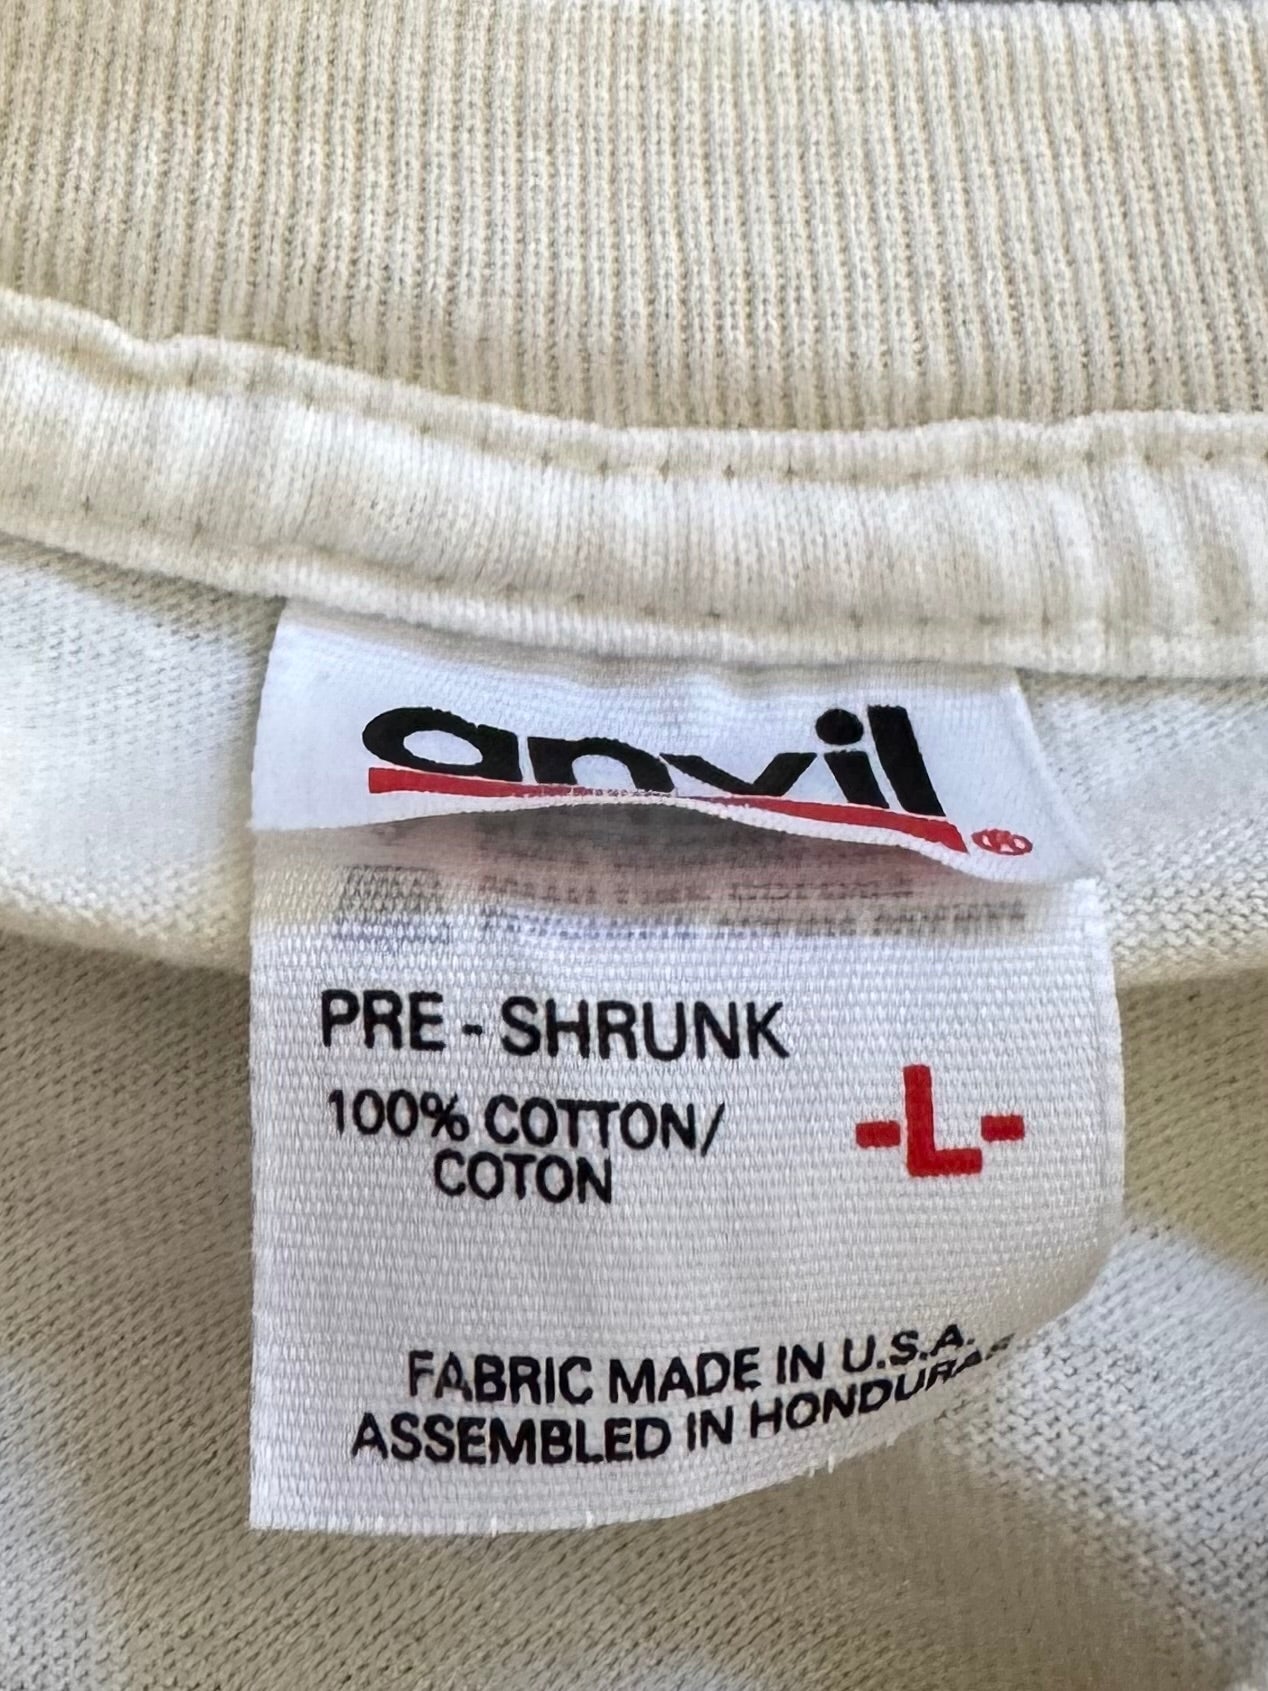 anvil®
PRE-SHRUNK
100% COTTON/
COTON
-L-
FABRIC MADE IN U.S.A.
ASSEMBLED IN HONDURAS